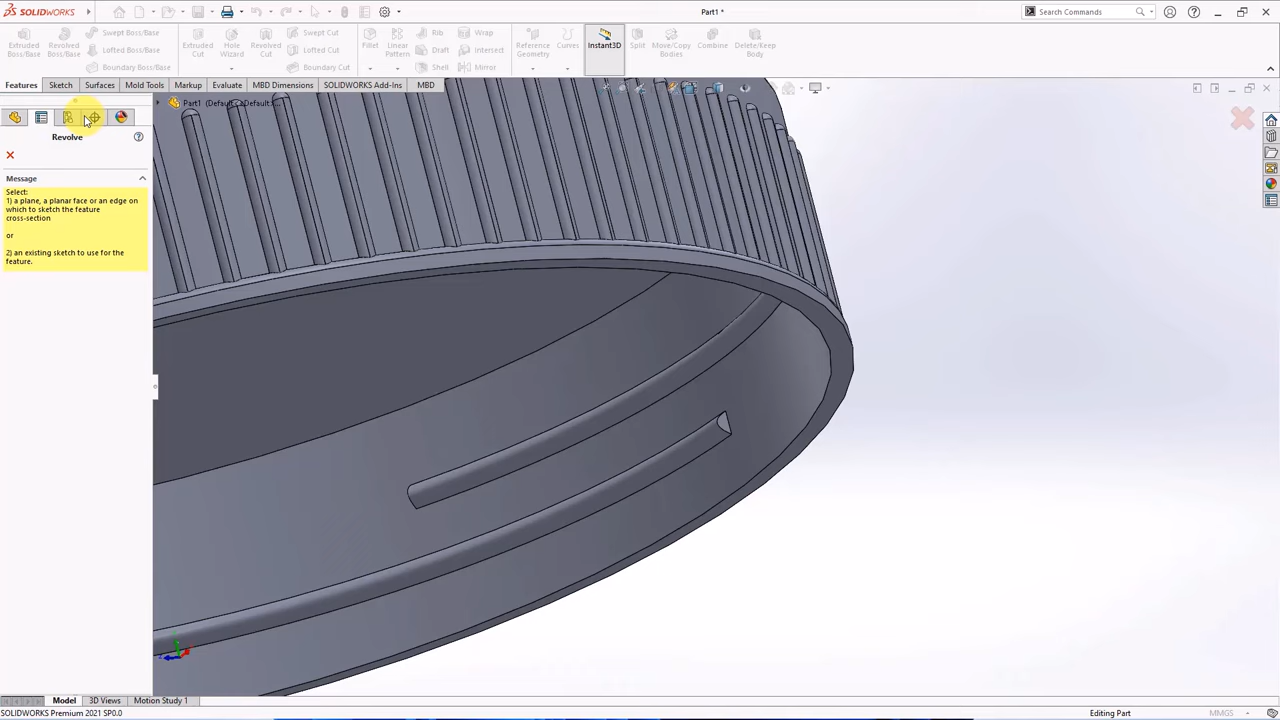 SOLIDWORKS
Part1 *
Search Commands
Extruded Boss/Base
Revolved Boss/Base
Swept Boss/Base
Lofted Boss/Base
Boundary Boss/Base
Extruded Cut
Hole Wizard
Revolved Cut
Swept Cut
Lofted Cut
Boundary Cut
Fillet
Linear Pattern
Rib
Draft
Shell
Wrap
Intersect
Mirror
Reference Geometry
Curves
Instant3D
Split
Move/Copy Bodies
Combine
Delete/Keep Body
Features
Sketch
Surfaces
Mold Tools
Markup
Evaluate
MBD Dimensions
SOLIDWORKS Add-Ins
MBD
Part1 (Default<<Default>...
Revolve
Message
Select:
1) a plane, a planar face or an edge on
which to sketch the feature
cross-section
or
2) an existing sketch to use for the
feature.
Model
3D Views
Motion Study 1
SOLIDWORKS Premium 2021 SP0.0
Editing Part
MMGS